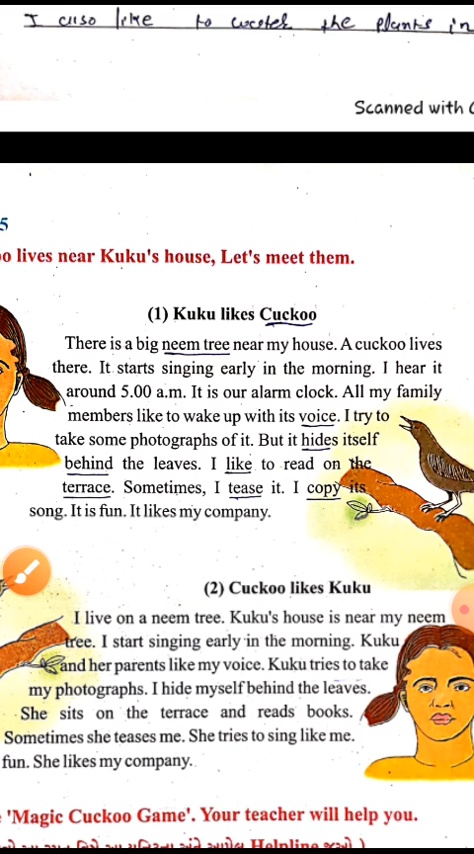 I also like to the plants in
Scanned with
5
o lives near Kuku's house, Let's meet them.
(1) Kuku likes Cuckoo
There is a big neem tree near my house. A cuckoo lives
there. It starts singing early in the morning. I hear it
around 5.00 a.m. It is our alarm clock. All my family
members like to wake up with its voice. I try to
take some photographs of it. But it hides itself
behind the leaves. I like to read on the
terrace. Sometimes, I tease it. I copy its
song. It is fun. It likes my company.
(2) Cuckoo likes Kuku
I live on a neem tree. Kuku's house is near my neem
tree. I start singing early in the morning. Kuku
and her parents like my voice. Kuku tries to take
my photographs. I hide myself behind the leaves.
She sits on the terrace and reads books.
Sometimes she teases me. She tries to sing like me.
fun. She likes my company.
'Magic Cuckoo Game'. Your teacher will help you.
Helpline